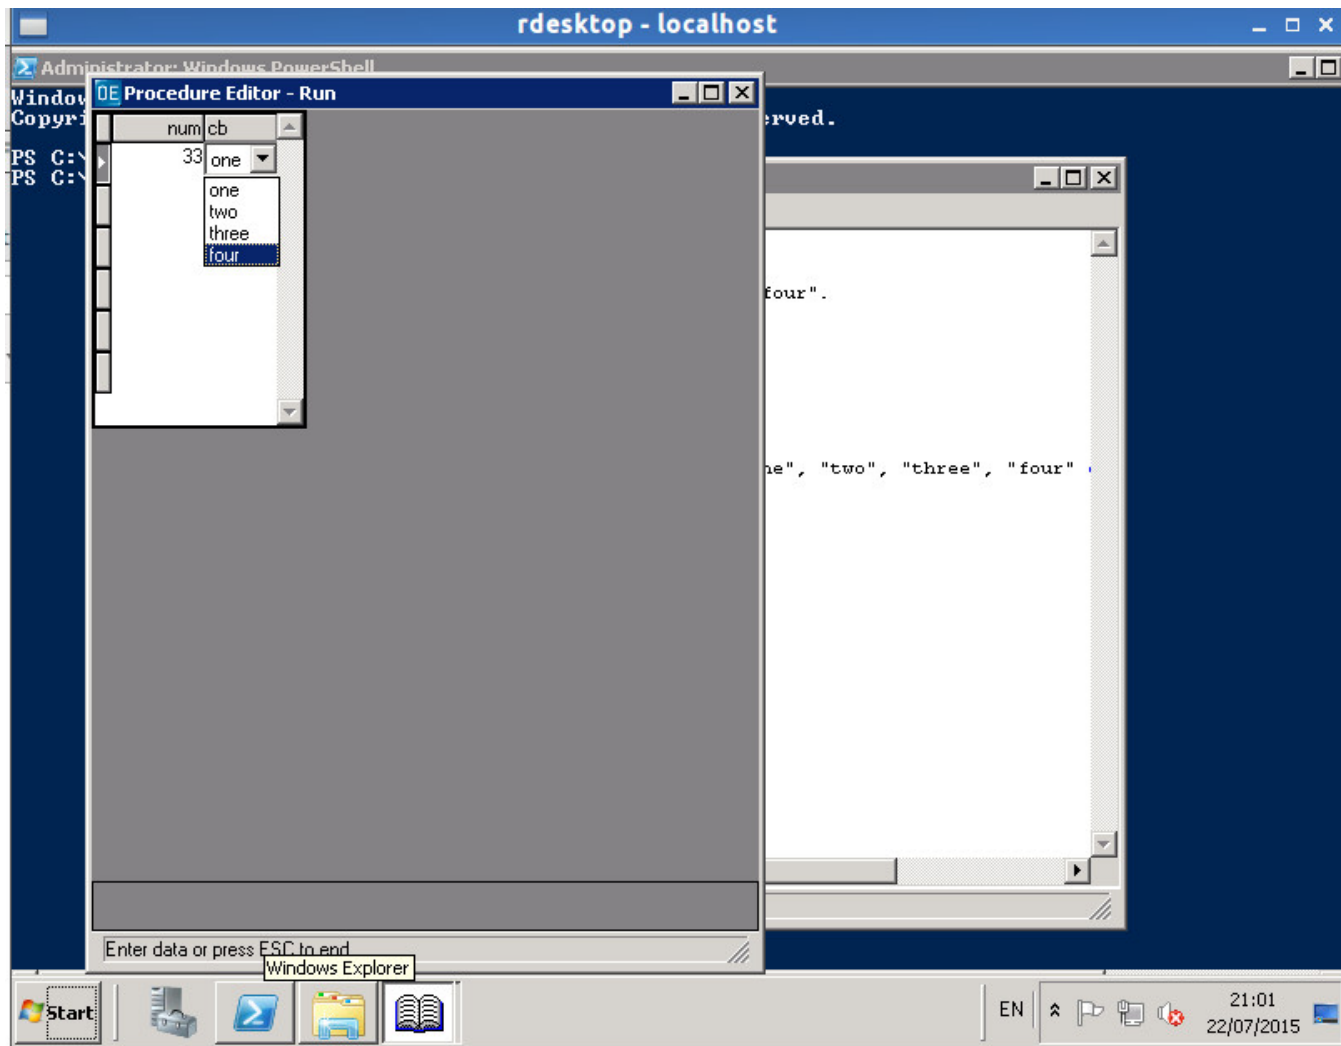 rdesktop - localhost
Administrator: Windows PowerShell
Window
Copyri
erved.
PS C:\
PS C:\
OE Procedure Editor - Run
num cb
33 one
one
two
three
four
four".
"two", "three", "four"
Enter data or press ESC to end
Windows Explorer
Start
EN
21:01
22/07/2015